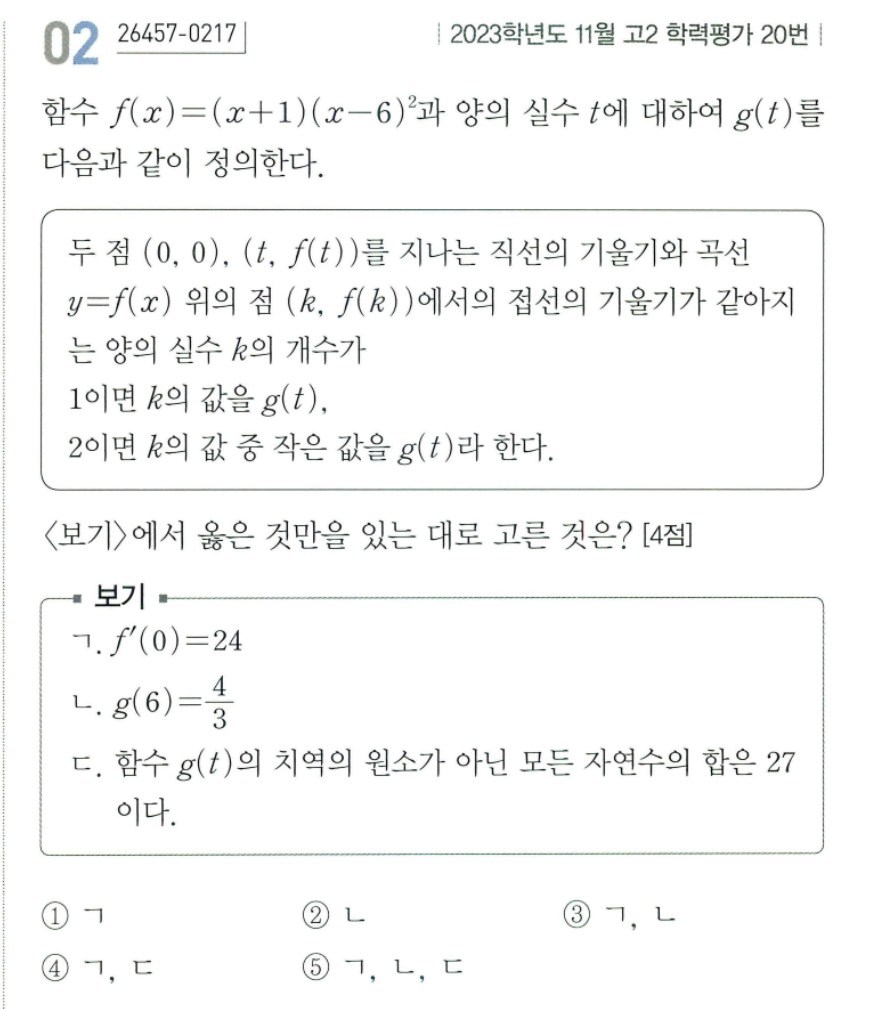 02 26457-0217 | 2023학년도 11월 고2 학력평가 20번 |
함수 f(x)=(x+1)(x-6)²과 양의 실수 t에 대하여 g(t)를
다음과 같이 정의한다.
두 점 (0, 0), (t, f(t))를 지나는 직선의 기울기와 곡선
y=f(x) 위의 점 (k, f(k))에서의 접선의 기울기가 같아지
는 양의 실수 k의 개수가
1이면 k의 값을 g(t),
2이면 k의 값 중 작은 값을 g(t)라 한다.
<보기>에서 옳은 것만을 있는 대로 고른 것은? [4점]
보기
ㄱ. f′(0)=24
ㄴ. g(6)=4/3
ㄷ. 함수 g(t)의 치역의 원소가 아닌 모든 자연수의 합은 27
이다.
① ㄱ ② ㄴ ③ ㄱ, ㄴ
④ ㄱ, ㄷ ⑤ ㄱ, ㄴ, ㄷ